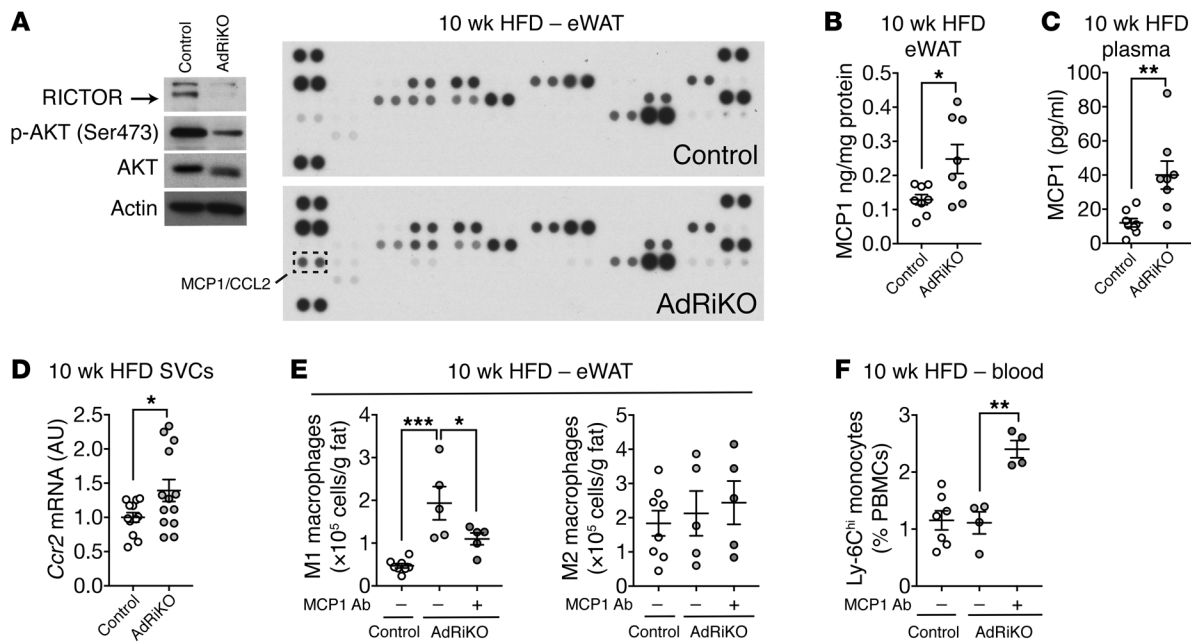 A
Control
AdRiKO
RICTOR
p-AKT (Ser473)
AKT
Actin
10 wk HFD – eWAT
Control
AdRiKO
MCP1/CCL2
B
10 wk HFD
eWAT
MCP1 ng/mg protein
0.5
0.4
0.3
0.2
0.1
0.0
*
Control
AdRiKO
C
10 wk HFD
plasma
MCP1 (pg/ml)
100
80
60
40
20
0
**
Control
AdRiKO
D
10 wk HFD SVCs
Ccr2 mRNA (AU)
2.5
2.0
1.5
1.0
0.5
0.0
*
Control
AdRiKO
E
10 wk HFD – eWAT
M1 macrophages
(×10⁵ cells/g fat)
4
3
2
1
0
***
*
MCP1 Ab – – +
Control AdRiKO
M2 macrophages
(×10⁵ cells/g fat)
5
4
3
2
1
0
MCP1 Ab – – +
Control AdRiKO
F
10 wk HFD – blood
Ly-6Cʰⁱ monocytes
(% PBMCs)
3
2
1
0
**
MCP1 Ab – – +
Control AdRiKO